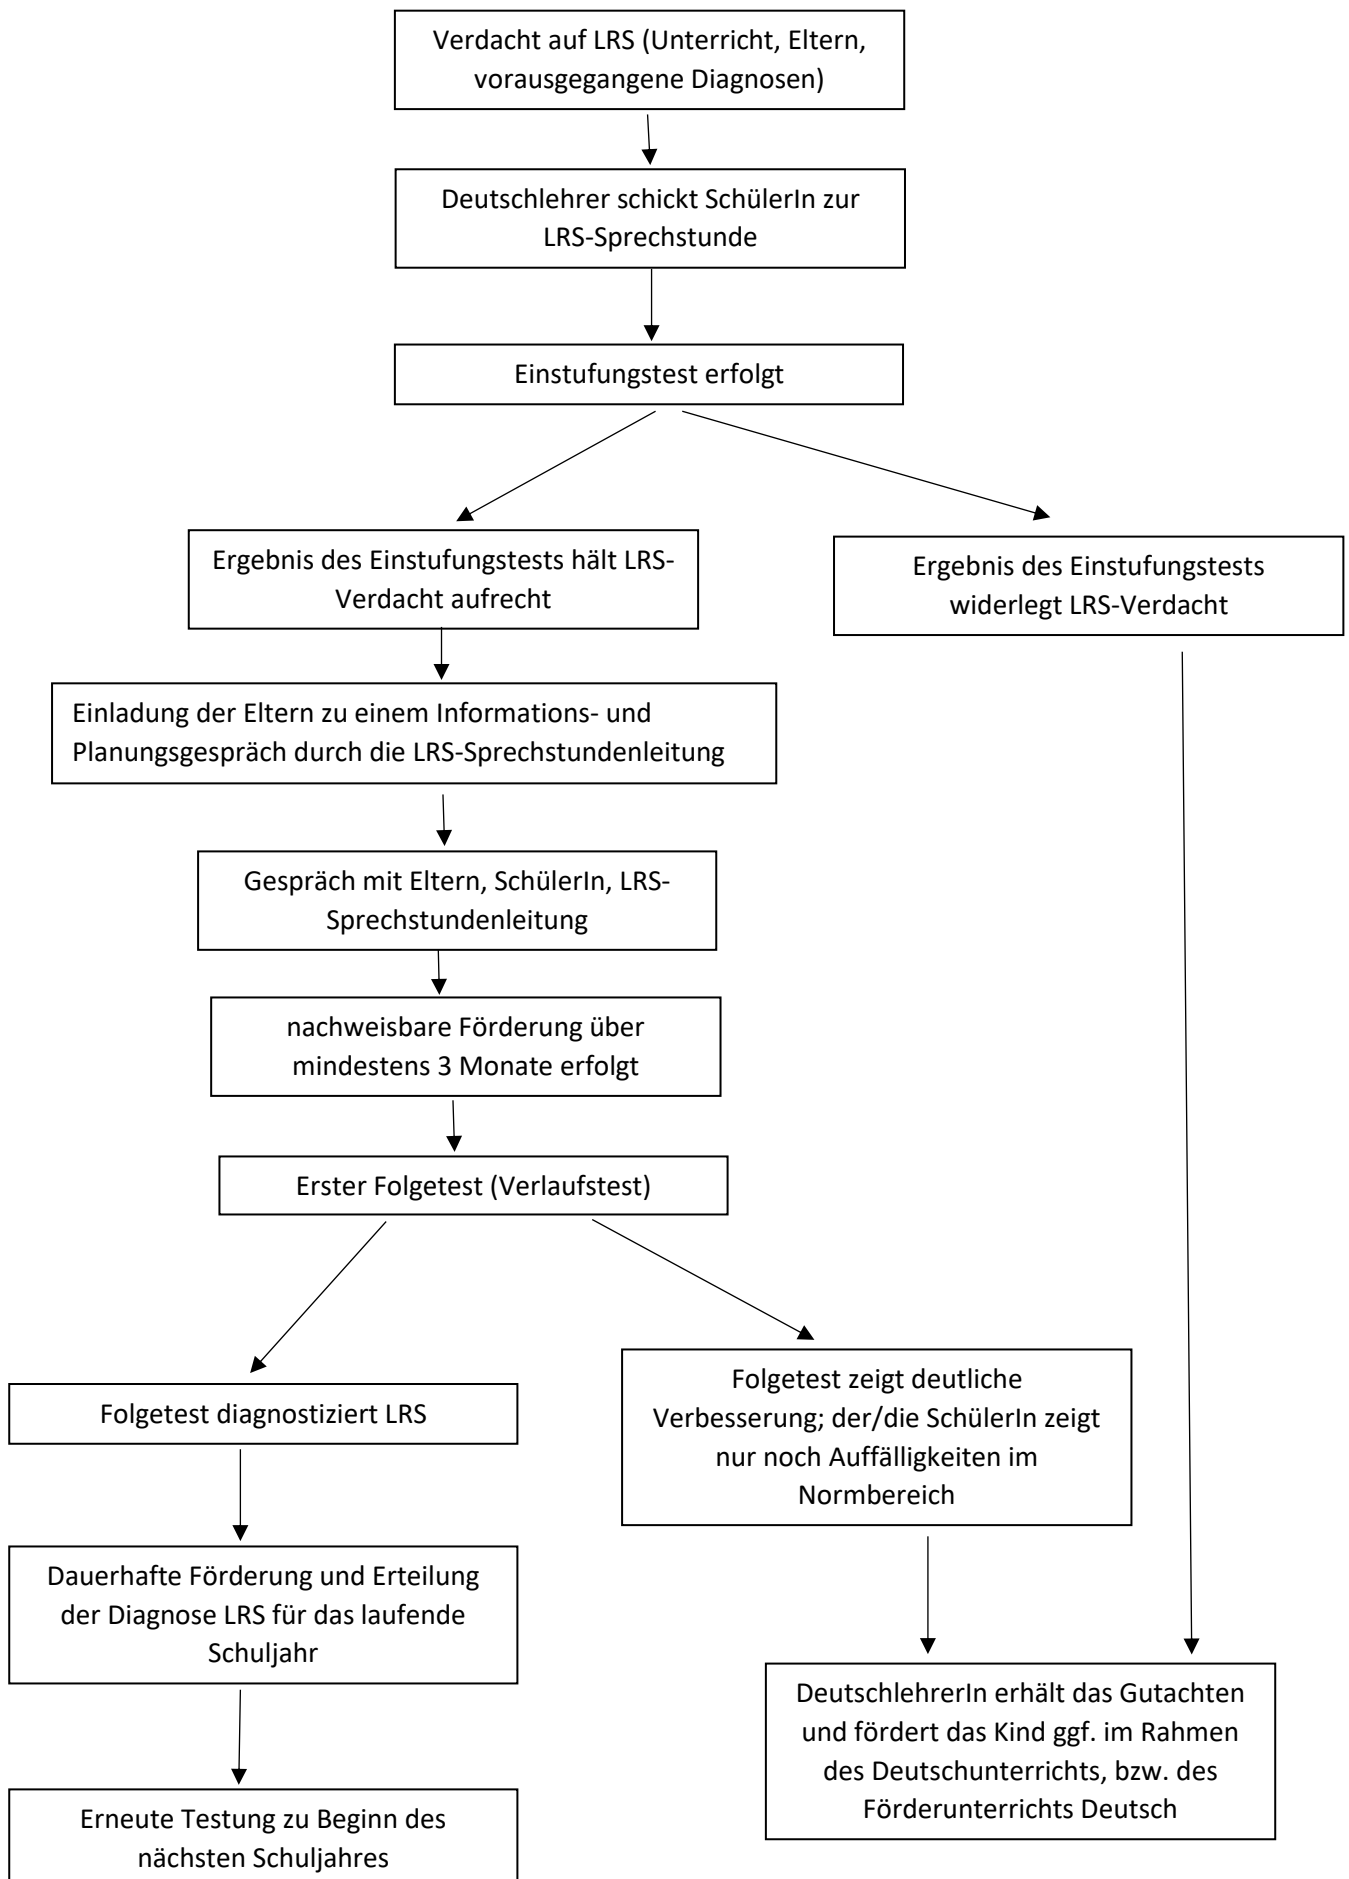 Verdacht auf LRS (Unterricht, Eltern,
vorausgegangene Diagnosen)
Deutschlehrer schickt SchülerIn zur
LRS-Sprechstunde
Einstufungstest erfolgt
Ergebnis des Einstufungstests hält LRS-
Verdacht aufrecht
Ergebnis des Einstufungstests
widerlegt LRS-Verdacht
Einladung der Eltern zu einem Informations- und
Planungsgespräch durch die LRS-Sprechstundenleitung
Gespräch mit Eltern, SchülerIn, LRS-
Sprechstundenleitung
nachweisbare Förderung über
mindestens 3 Monate erfolgt
Erster Folgetest (Verlaufstest)
Folgetest diagnostiziert LRS
Folgetest zeigt deutliche
Verbesserung; der/die SchülerIn zeigt
nur noch Auffälligkeiten im
Normbereich
Dauerhafte Förderung und Erteilung
der Diagnose LRS für das laufende
Schuljahr
DeutschlehrerIn erhält das Gutachten
und fördert das Kind ggf. im Rahmen
des Deutschunterrichts, bzw. des
Förderunterrichts Deutsch
Erneute Testung zu Beginn des
nächsten Schuljahres